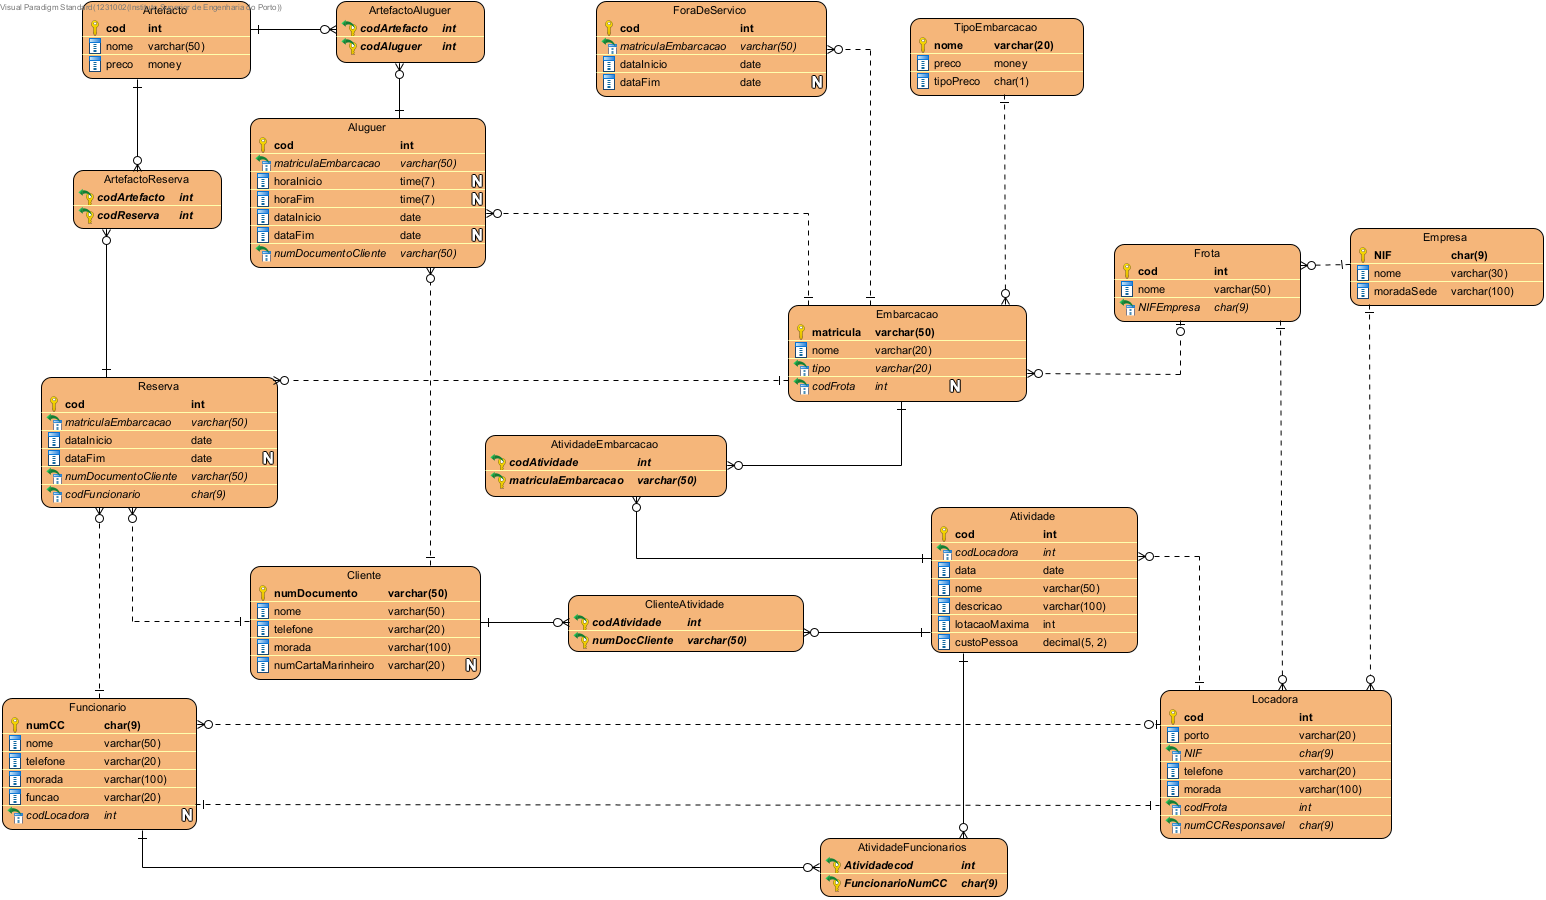 Visual Paradigm Standard(1231002(Instituto Superior de Engenharia do Porto))
Artefacto
cod int
nome varchar(50)
preco money
ArtefactoAluguer
codArtefacto int
codAluguer int
ForaDeServico
cod int
matriculaEmbarcacao varchar(50)
dataInicio date
dataFim date N
TipoEmbarcacao
nome varchar(20)
preco money
tipoPreco char(1)
Aluguer
cod int
matriculaEmbarcacao varchar(50)
horaInicio time(7) N
horaFim time(7) N
dataInicio date
dataFim date N
numDocumentoCliente varchar(50)
ArtefactoReserva
codArtefacto int
codReserva int
Frota
cod int
nome varchar(50)
NIFEmpresa char(9)
Empresa
NIF char(9)
nome varchar(30)
moradaSede varchar(100)
Embarcacao
matricula varchar(50)
nome varchar(20)
tipo varchar(20)
codFrota int N
Reserva
cod int
matriculaEmbarcacao varchar(50)
dataInicio date
dataFim date N
numDocumentoCliente varchar(50)
codFuncionario char(9)
AtividadeEmbarcacao
codAtividade int
matriculaEmbarcacao varchar(50)
Atividade
cod int
codLocadora int
data date
nome varchar(50)
descricao varchar(100)
lotacaoMaxima int
custoPessoa decimal(5, 2)
Cliente
numDocumento varchar(50)
nome varchar(50)
telefone varchar(20)
morada varchar(100)
numCartaMarinheiro varchar(20) N
ClienteAtividade
codAtividade int
numDocCliente varchar(50)
Funcionario
numCC char(9)
nome varchar(50)
telefone varchar(20)
morada varchar(100)
funcao varchar(20)
codLocadora int N
Locadora
cod int
porto varchar(20)
NIF char(9)
telefone varchar(20)
morada varchar(100)
codFrota int
numCCResponsavel char(9)
AtividadeFuncionarios
Atividadecod int
FuncionarioNumCC char(9)